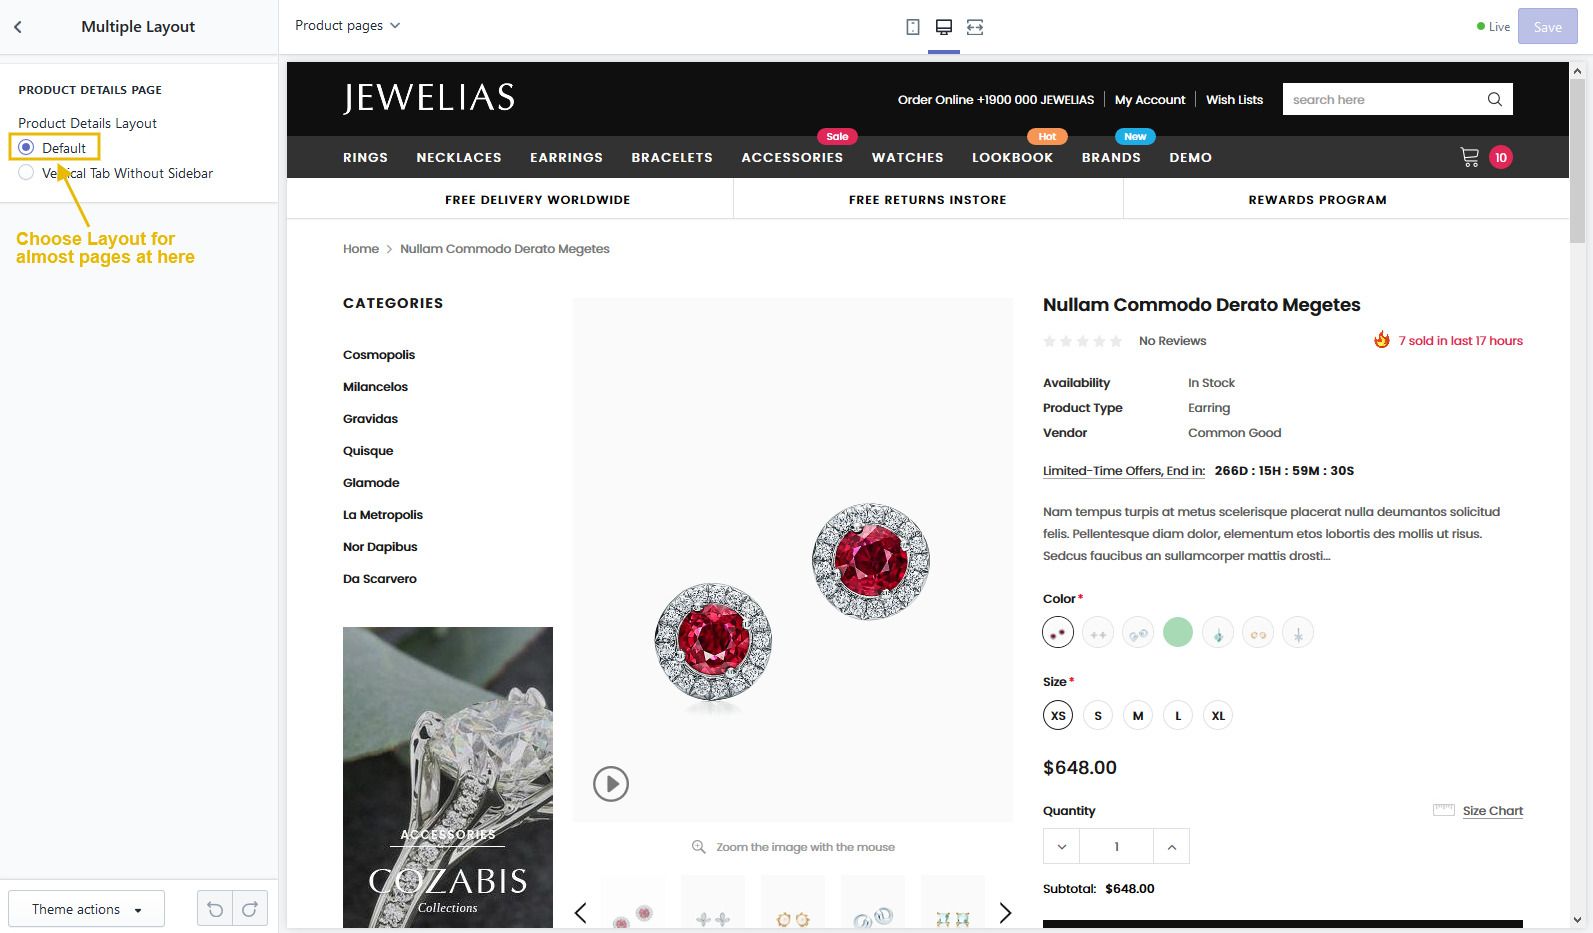 Multiple Layout
Product pages
Live
Save
PRODUCT DETAILS PAGE
Product Details Layout
Default
Vertical Tab Without Sidebar
Choose Layout for
almost pages at here
Theme actions
JEWELIAS
Order Online +1900 000 JEWELIAS
My Account
Wish Lists
search here
Sale
Hot
New
RINGS
NECKLACES
EARRINGS
BRACELETS
ACCESSORIES
WATCHES
LOOKBOOK
BRANDS
DEMO
10
FREE DELIVERY WORLDWIDE
FREE RETURNS INSTORE
REWARDS PROGRAM
Home > Nullam Commodo Derato Megetes
CATEGORIES
Cosmopolis
Milancelos
Gravidas
Quisque
Glamode
La Metropolis
Nor Dapibus
Da Scarvero
ACCESSORIES
COZABIS
Collections
Zoom the image with the mouse
Nullam Commodo Derato Megetes
No Reviews
7 sold in last 17 hours
Availability In Stock
Product Type Earring
Vendor Common Good
Limited-Time Offers, End in: 266D : 15H : 59M : 30S
Nam tempus turpis at metus scelerisque placerat nulla deumantos solicitud
felis. Pellentesque diam dolor, elementum etos lobortis des mollis ut risus.
Sedcus faucibus an sullamcorper mattis drosti...
Color*
Size*
XS
S
M
L
XL
$648.00
Quantity
Size Chart
1
Subtotal: $648.00